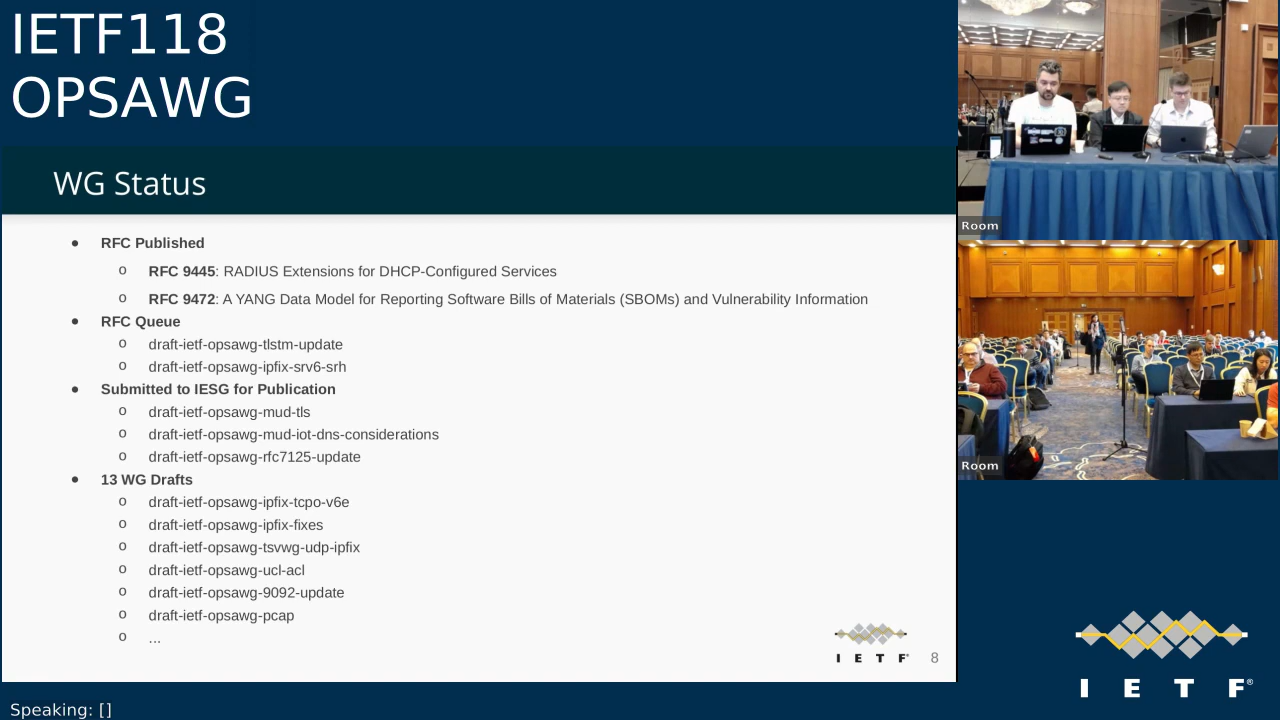 IETF118
OPSAWG
WG Status
● RFC Published
o RFC 9445: RADIUS Extensions for DHCP-Configured Services
o RFC 9472: A YANG Data Model for Reporting Software Bills of Materials (SBOMs) and Vulnerability Information
● RFC Queue
o draft-ietf-opsawg-tlstm-update
o draft-ietf-opsawg-ipfix-srv6-srh
● Submitted to IESG for Publication
o draft-ietf-opsawg-mud-tls
o draft-ietf-opsawg-mud-iot-dns-considerations
o draft-ietf-opsawg-rfc7125-update
● 13 WG Drafts
o draft-ietf-opsawg-ipfix-tcpo-v6e
o draft-ietf-opsawg-ipfix-fixes
o draft-ietf-opsawg-tsvwg-udp-ipfix
o draft-ietf-opsawg-ucl-acl
o draft-ietf-opsawg-9092-update
o draft-ietf-opsawg-pcap
o ...
I E T F®
8
Room
Room
I E T F®
Speaking: []